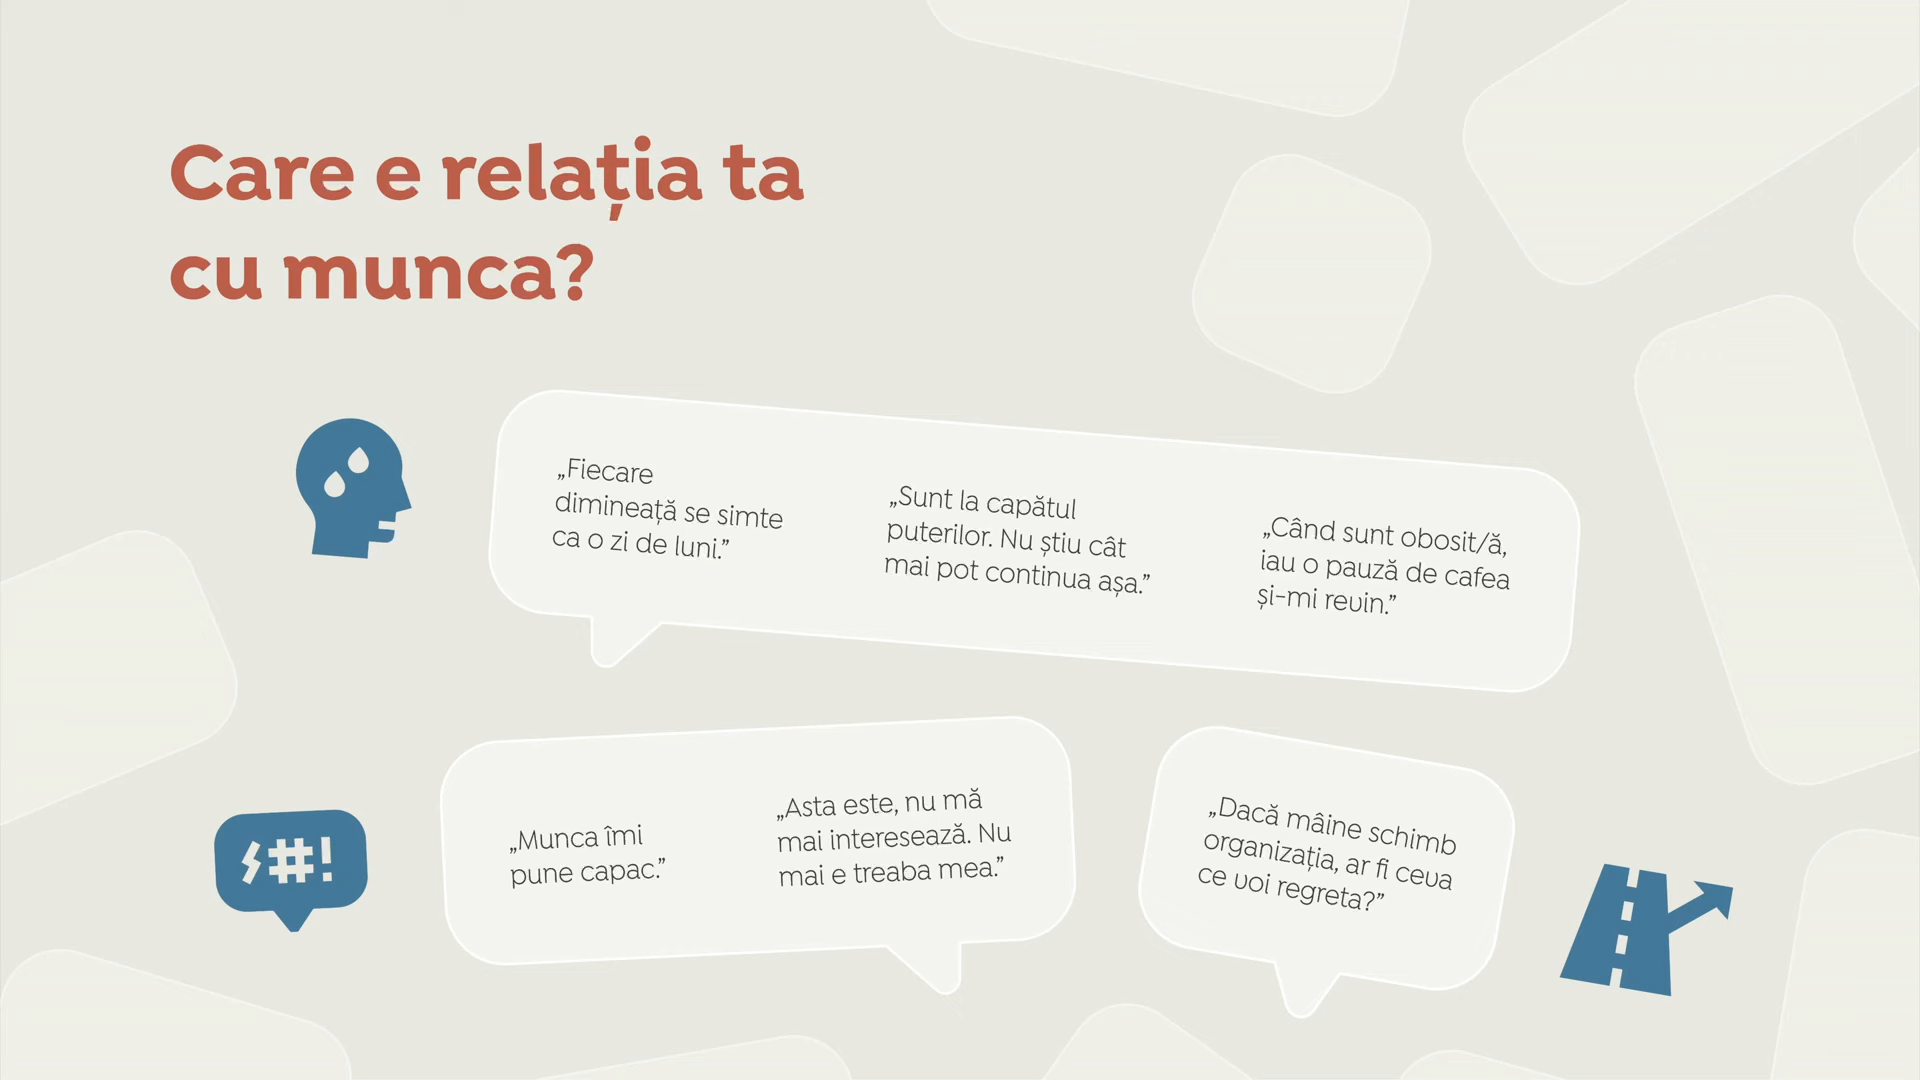 Care e relația ta
cu munca?
„Fiecare
dimineață se simte
ca o zi de luni.”
„Sunt la capătul
puterilor. Nu știu cât
mai pot continua așa.”
„Când sunt obosit/ă,
iau o pauză de cafea
și-mi revin.”
„Munca îmi
pune capac.”
„Asta este, nu mă
mai interesează. Nu
mai e treaba mea.”
„Dacă mâine schimb
organizația, ar fi ceva
ce voi regreta?”
#!